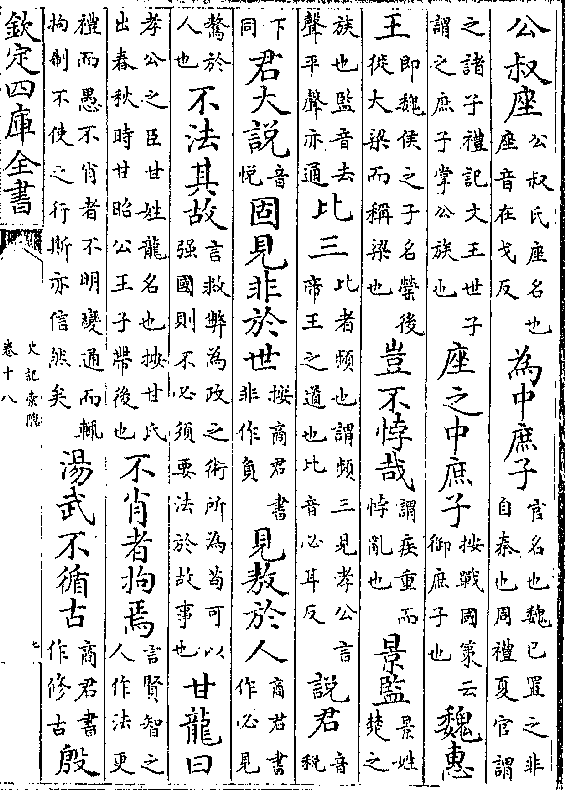 公叔座公叔氏座名也座音在戈反為中庶子官名也魏已置之非自秦也周禮夏官謂
之諸子禮記文王世子謂之庶子掌公族也座之中庶子按戰國策云御庶子也魏惠
王即魏侯之子名罃後徙大梁而稱梁也豈不悖哉謂疾重而悖亂也景監景姓楚之
族也監音去聲平聲亦通比三比者頻也謂頻三見孝公言帝王之道也比音必耳反說君音稅
下同君大說音悅固見非於世按商君書非作負見敖於人商君書作必見
驁於人也不法其故言救弊為政之術所為苟可以強國則不必須要法於故事也甘龍曰
孝公之臣甘姓龍名也按甘氏出春秋時甘昭公王子帶後也不肖者拘焉言賢智之人作法更
禮而愚不肖者不明變通而輒拘制不使之行斯亦信然矣湯武不循古商君書作修古殷
欽定四庫全書
史記索隱
卷十八
七